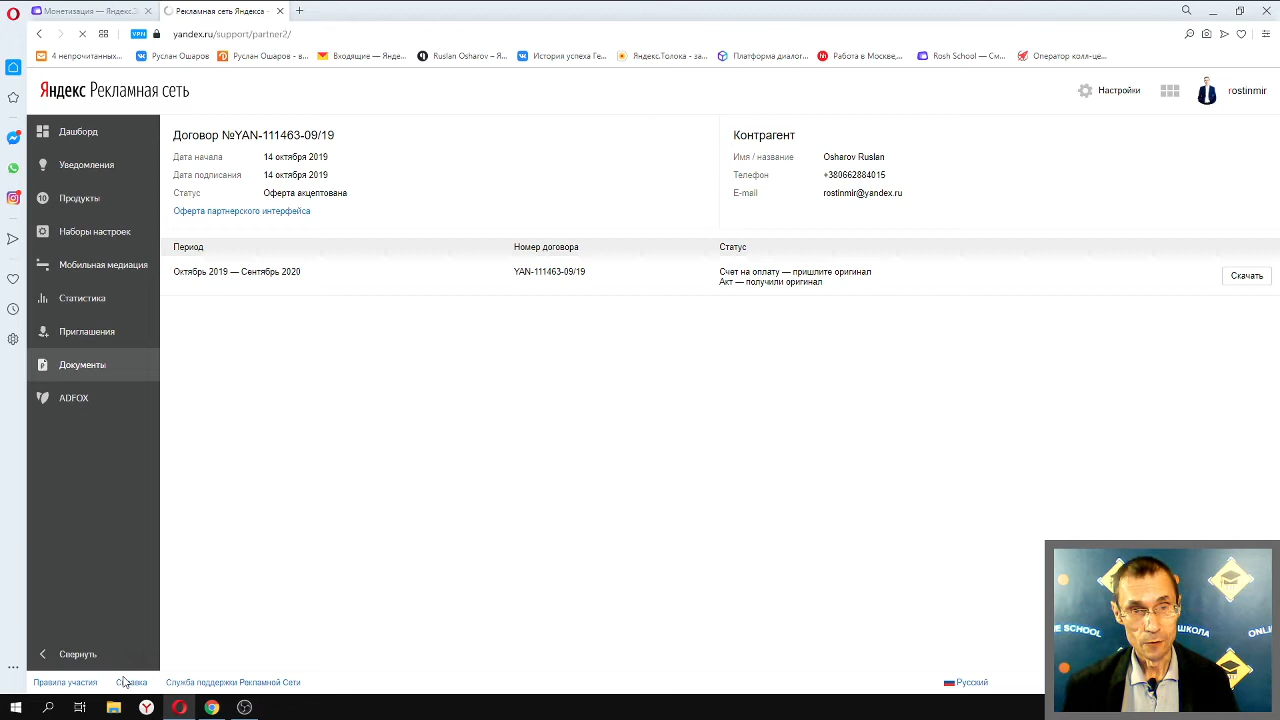 Монетизация — Яндекс.Э
Рекламная сеть Яндекса -
VPN
yandex.ru/support/partner2/
4 непрочитанных...
Руслан Ошаров
Руслан Ошаров - в...
Входящие — Янде...
Ruslan Osharov – Я...
История успеха Ге...
Яндекс.Толока - за...
Платформа диалог...
Работа в Москве,...
Rosh School — См...
Оператор колл-це...
Яндекс Рекламная сеть
Настройки
rostinmir
Дашборд
Уведомления
10 Продукты
Наборы настроек
Мобильная медиация
Статистика
Приглашения
Документы
ADFOX
Свернуть
Договор №YAN-111463-09/19
Дата начала 14 октября 2019
Дата подписания 14 октября 2019
Статус Оферта акцептована
Оферта партнерского интерфейса
Контрагент
Имя / название Osharov Ruslan
Телефон +380662884015
E-mail rostinmir@yandex.ru
Период Номер договора Статус
Октябрь 2019 — Сентябрь 2020 YAN-111463-09/19 Счет на оплату — пришлите оригинал
Акт — получили оригинал
Скачать
SCHOOL
ШКОЛА
ONLI
Правила участия Справка Служба поддержки Рекламной Сети
Русский